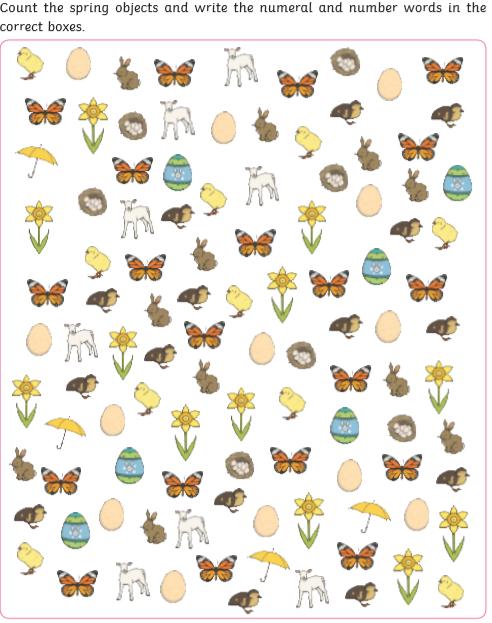 Count the spring objects and write the numeral and number words in the
correct boxes.